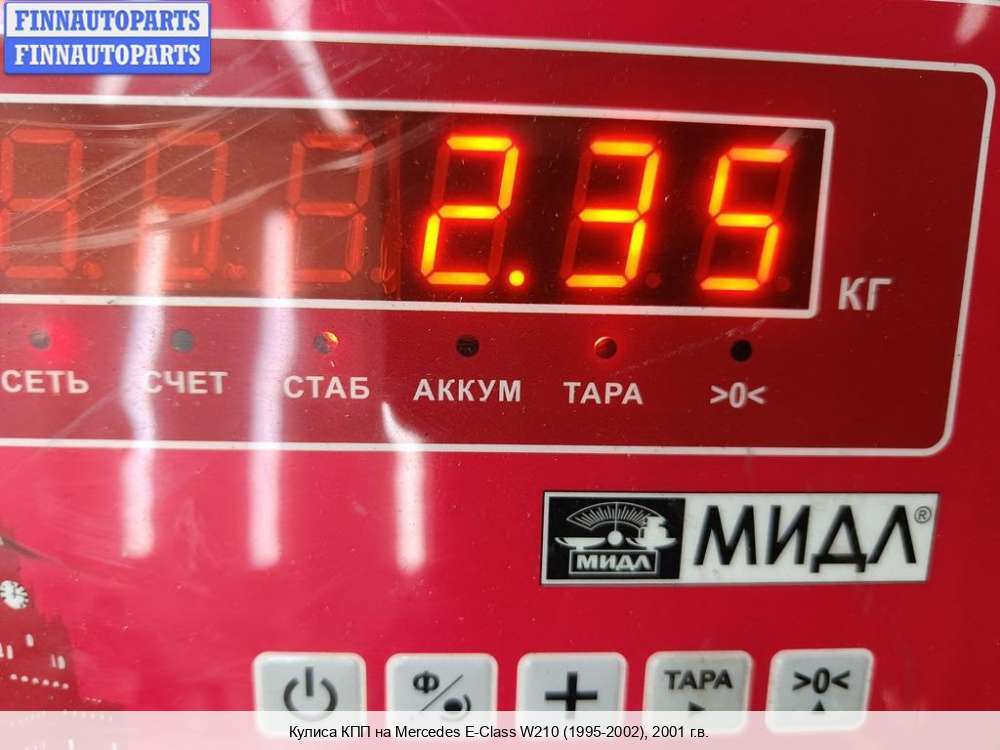 FINNAUTOPARTS
FINNAUTOPARTS
2.35
КГ
СЕТЬ СЧЕТ СТАБ АККУМ ТАРА >0<
МИДЛ МИДЛ®
Ф + ТАРА >0<
Кулиса КПП на Mercedes E-Class W210 (1995-2002), 2001 г.в.